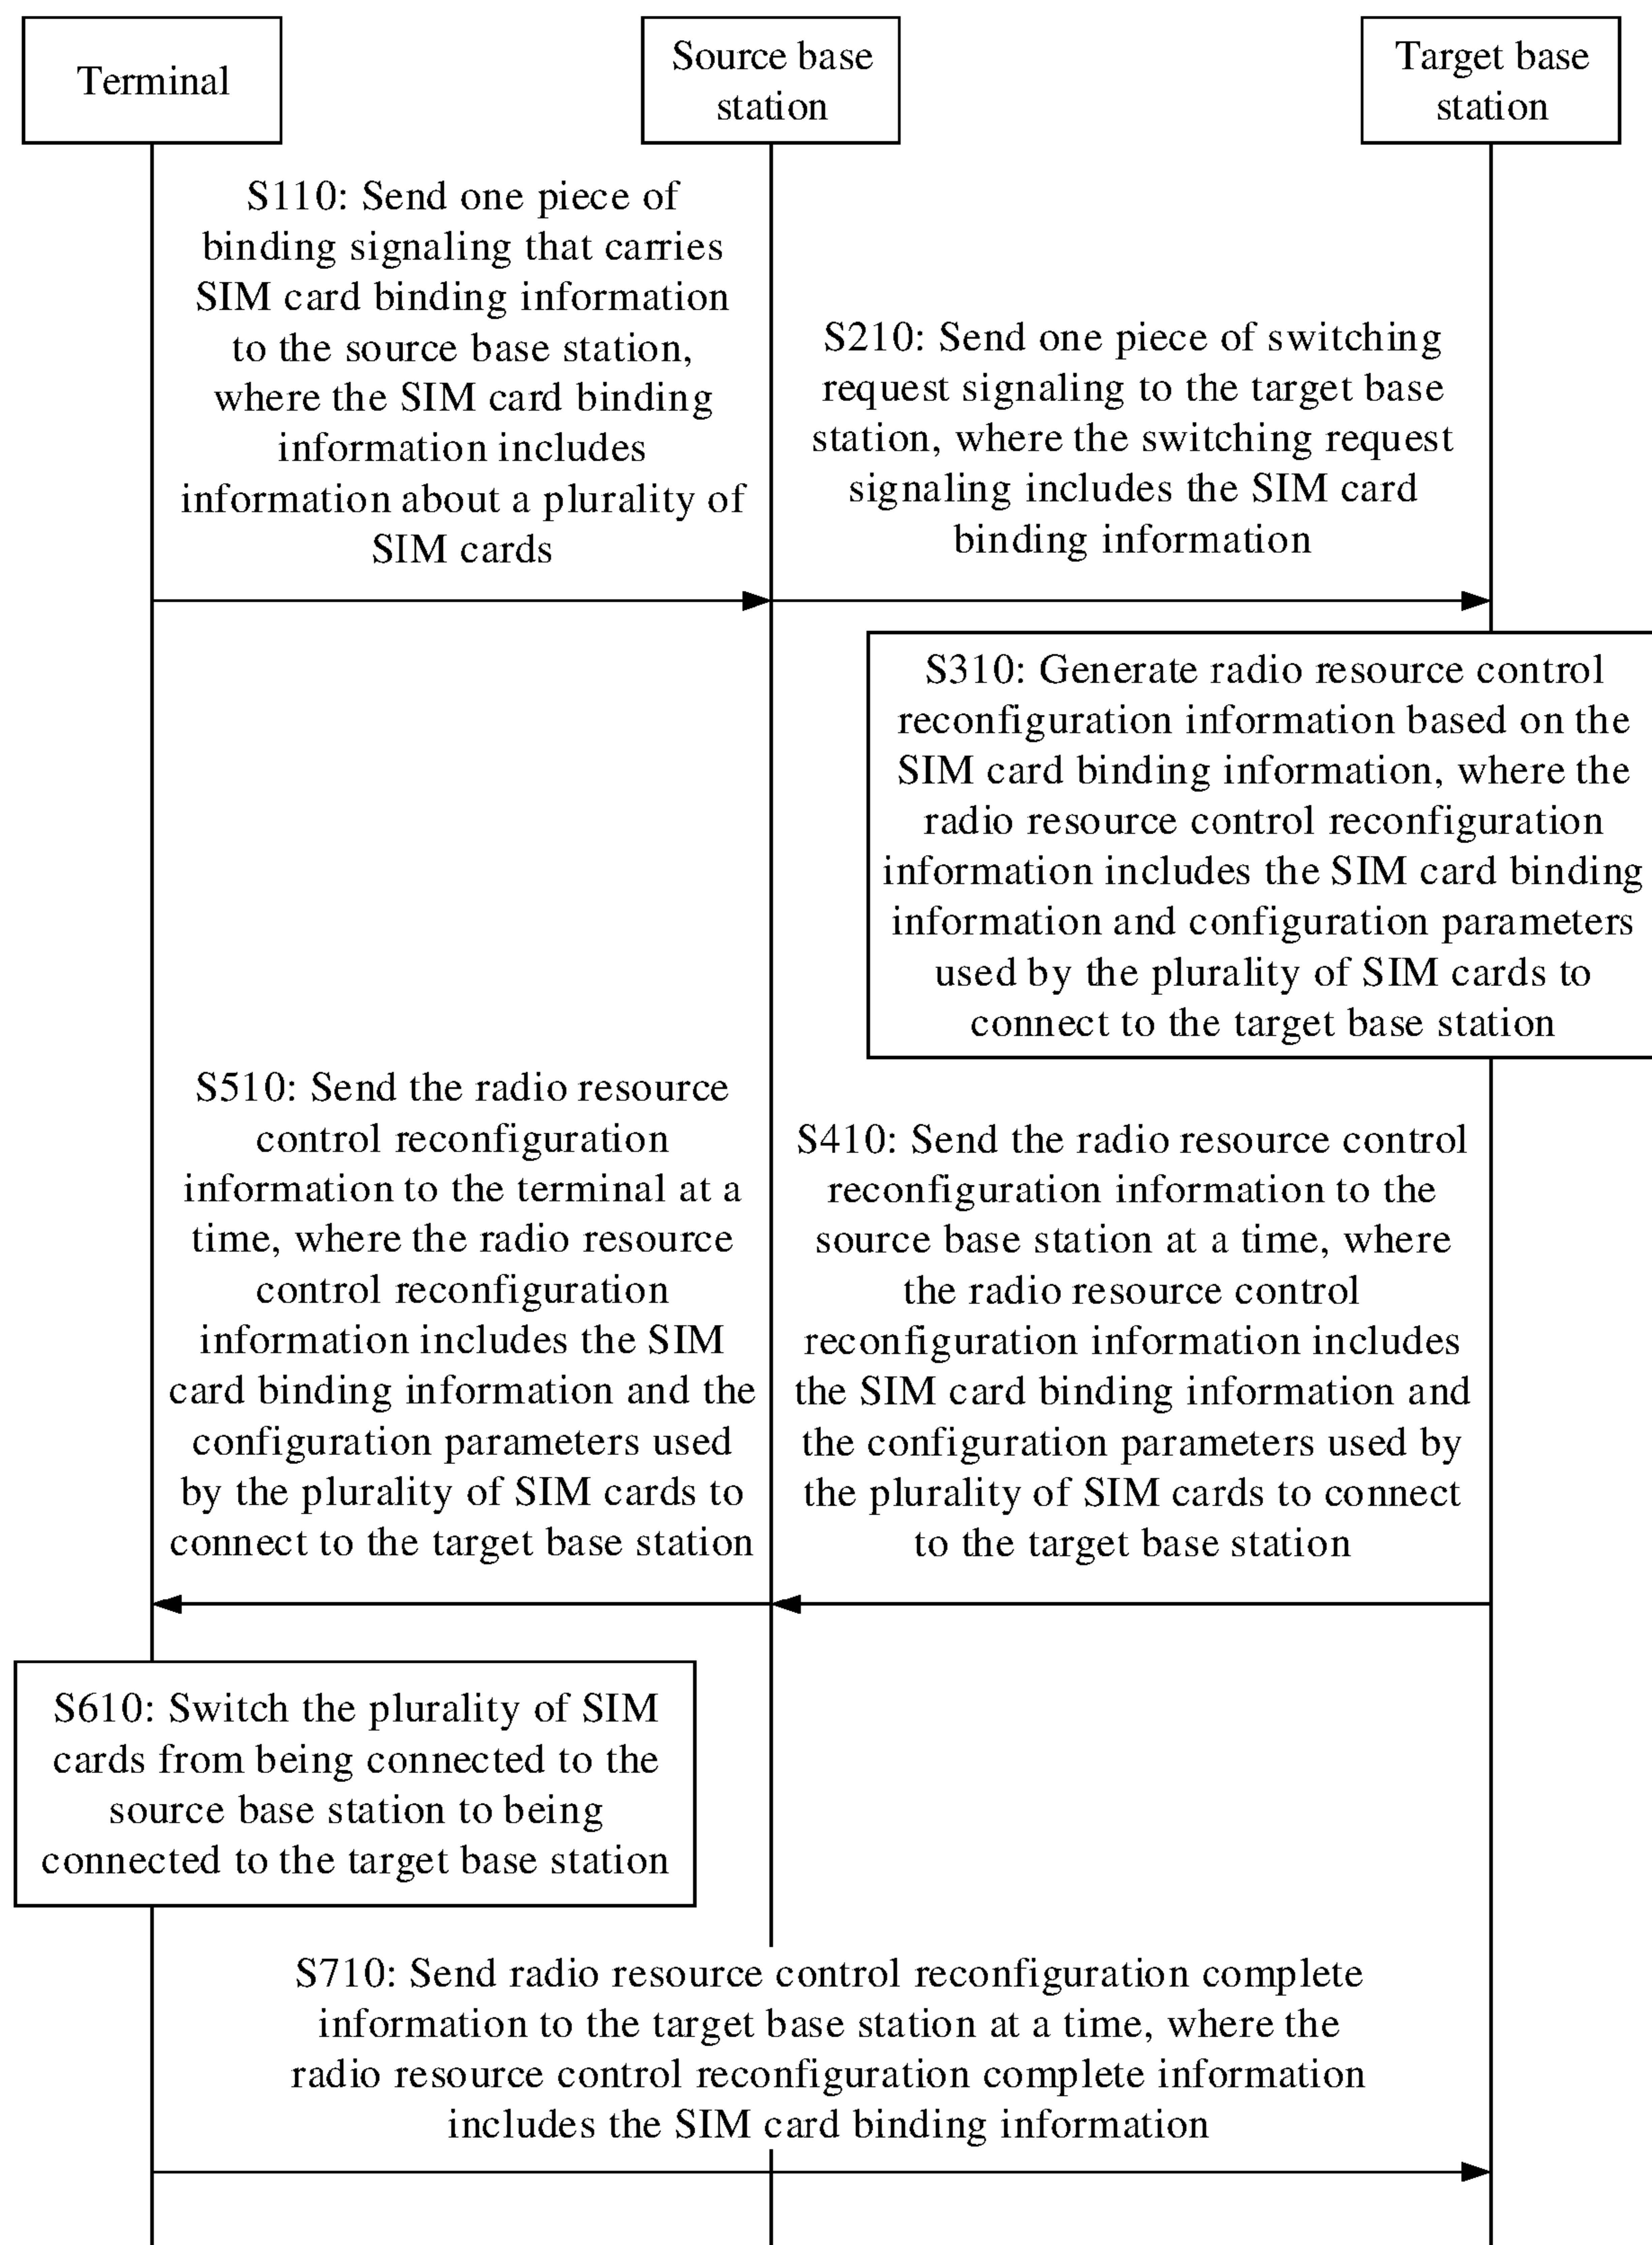 Terminal
Source base
station
Target base
station
S110: Send one piece of
binding signaling that carries
SIM card binding information
to the source base station,
where the SIM card binding
information includes
information about a plurality of
SIM cards
S210: Send one piece of switching
request signaling to the target base
station, where the switching request
signaling includes the SIM card
binding information
S310: Generate radio resource control
reconfiguration information based on the
SIM card binding information, where the
radio resource control reconfiguration
information includes the SIM card binding
information and configuration parameters
used by the plurality of SIM cards to
connect to the target base station
S410: Send the radio resource control
reconfiguration information to the
source base station at a time, where
the radio resource control
reconfiguration information includes
the SIM card binding information and
the configuration parameters used by
the plurality of SIM cards to connect
to the target base station
S510: Send the radio resource
control reconfiguration
information to the terminal at a
time, where the radio resource
control reconfiguration
information includes the SIM
card binding information and the
configuration parameters used
by the plurality of SIM cards to
connect to the target base station
S610: Switch the plurality of SIM
cards from being connected to the
source base station to being
connected to the target base station
S710: Send radio resource control reconfiguration complete
information to the target base station at a time, where the
radio resource control reconfiguration complete information
includes the SIM card binding information